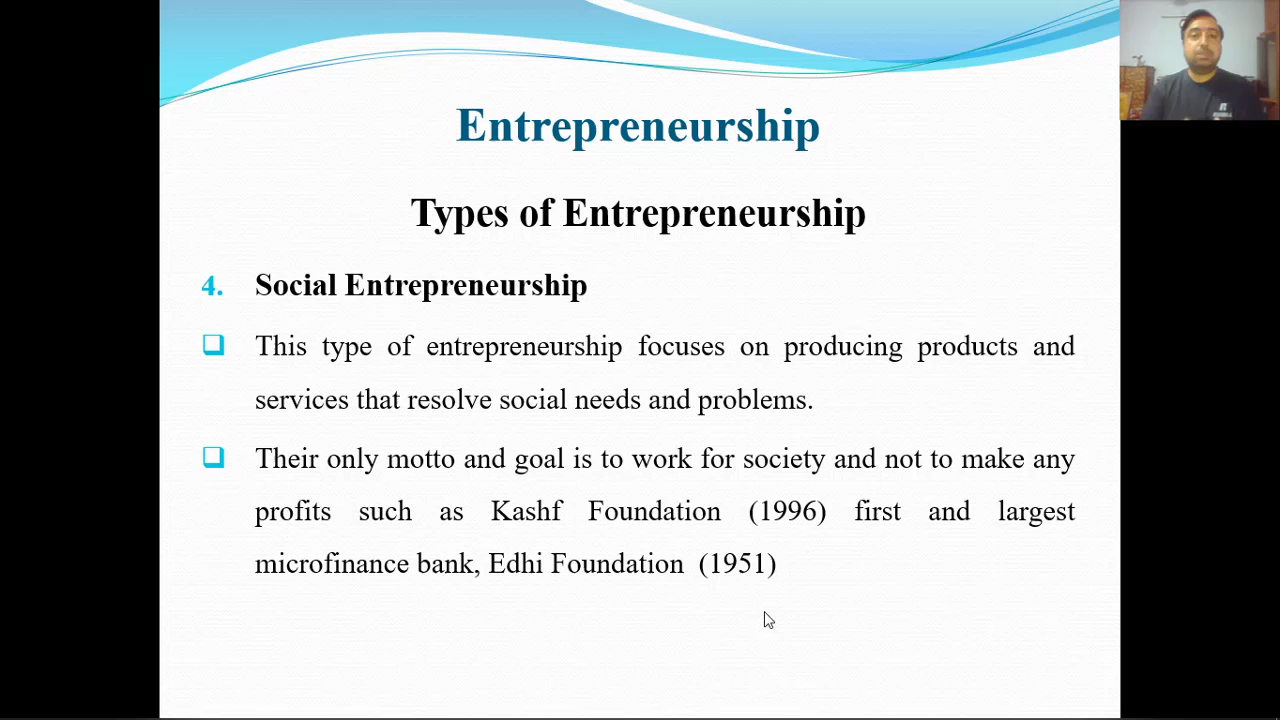 Entrepreneurship
Types of Entrepreneurship
4. Social Entrepreneurship
This type of entrepreneurship focuses on producing products and
services that resolve social needs and problems.
Their only motto and goal is to work for society and not to make any
profits such as Kashf Foundation (1996) first and largest
microfinance bank, Edhi Foundation (1951)